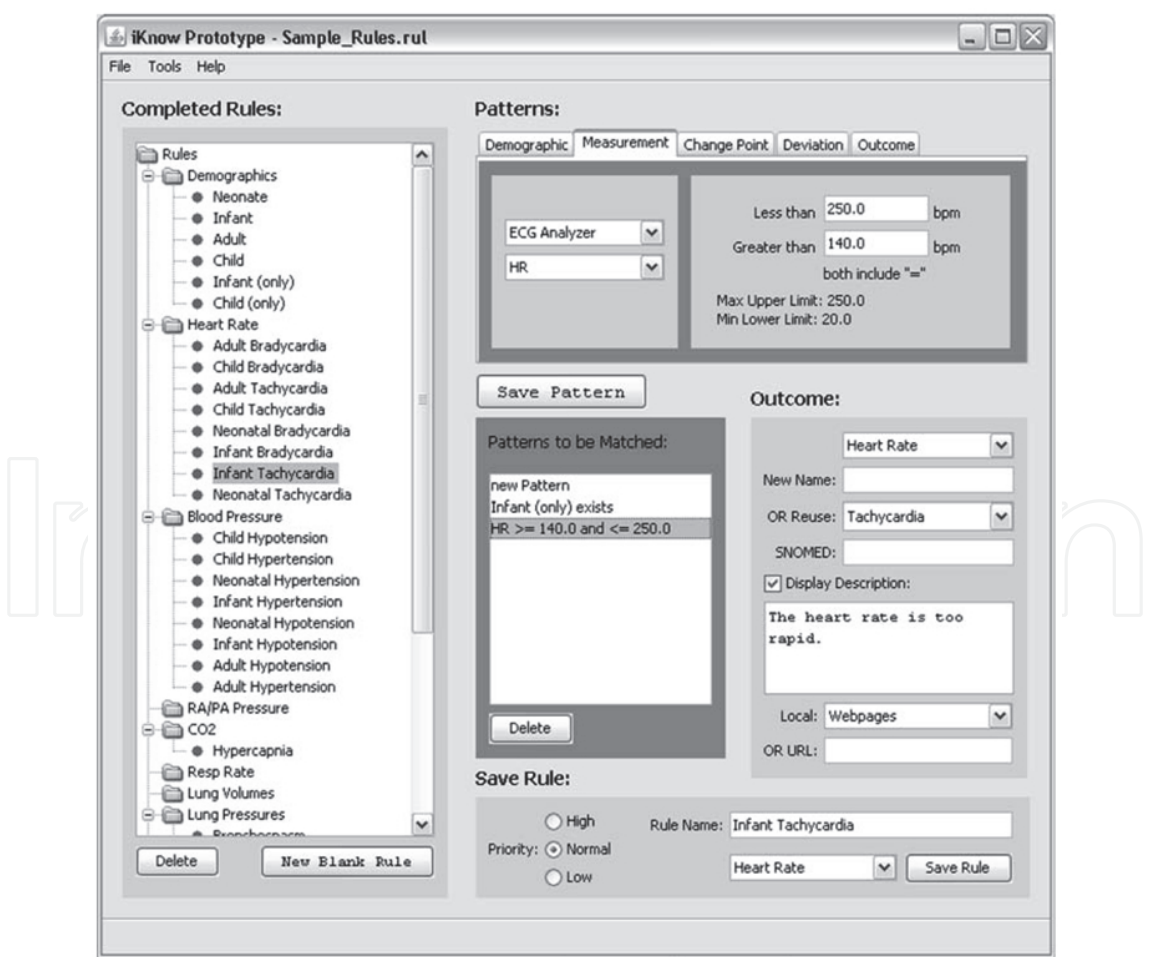 iKnow Prototype - Sample_Rules.rul
File Tools Help
Completed Rules:
Rules
Demographics
Neonate
Infant
Adult
Child
Infant (only)
Child (only)
Heart Rate
Adult Bradycardia
Child Bradycardia
Adult Tachycardia
Child Tachycardia
Neonatal Bradycardia
Infant Bradycardia
Infant Tachycardia
Neonatal Tachycardia
Blood Pressure
Child Hypotension
Child Hypertension
Neonatal Hypertension
Infant Hypertension
Neonatal Hypotension
Infant Hypotension
Adult Hypotension
Adult Hypertension
RA/PA Pressure
CO2
Hypercapnia
Resp Rate
Lung Volumes
Lung Pressures
Delete
New Blank Rule
Patterns:
Demographic Measurement Change Point Deviation Outcome
ECG Analyzer
HR
Less than 250.0 bpm
Greater than 140.0 bpm
both include "="
Max Upper Limit: 250.0
Min Lower Limit: 20.0
Save Pattern
Patterns to be Matched:
new Pattern
Infant (only) exists
HR >= 140.0 and <= 250.0
Delete
Outcome:
Heart Rate
New Name:
OR Reuse: Tachycardia
SNOMED:
Display Description:
The heart rate is too
rapid.
Local: Webpages
OR URL:
Save Rule:
Priority:
High
Normal
Low
Rule Name: Infant Tachycardia
Heart Rate
Save Rule